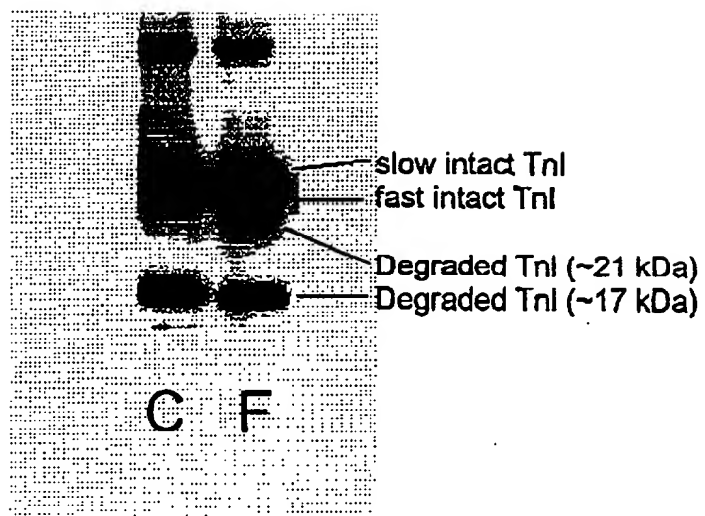 slow intact TnI
fast intact TnI
Degraded TnI (~21 kDa)
Degraded TnI (~17 kDa)
C F